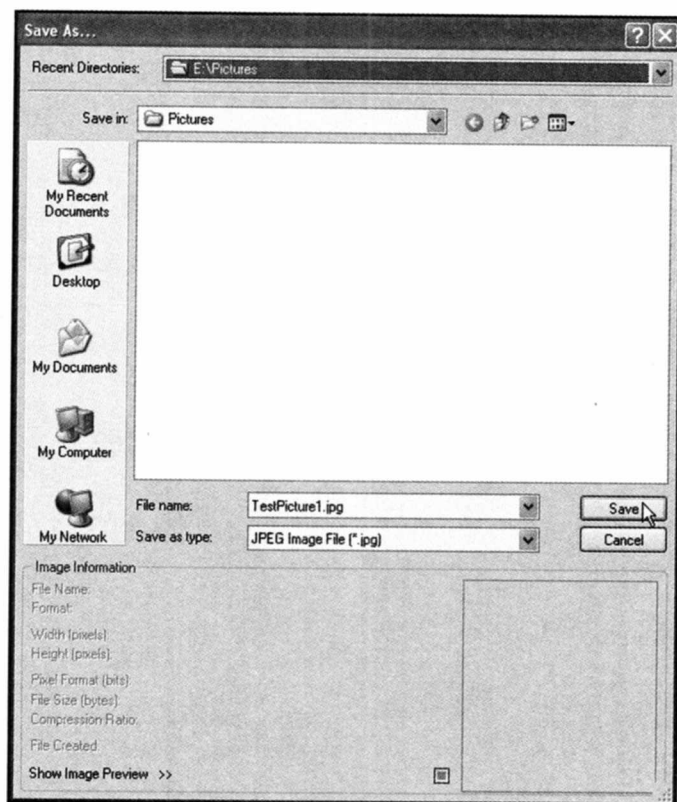 Save As...
Recent Directories: E:\Pictures
Save in: Pictures
My Recent
Documents
Desktop
My Documents
My Computer
My Network
File name: TestPicture1.jpg Save
Save as type: JPEG Image File (*.jpg) Cancel
Image Information
File Name:
Format:
Width (pixels):
Height (pixels):
Pixel Format (bits):
File Size (bytes):
Compression Ratio:
File Created:
Show Image Preview >>